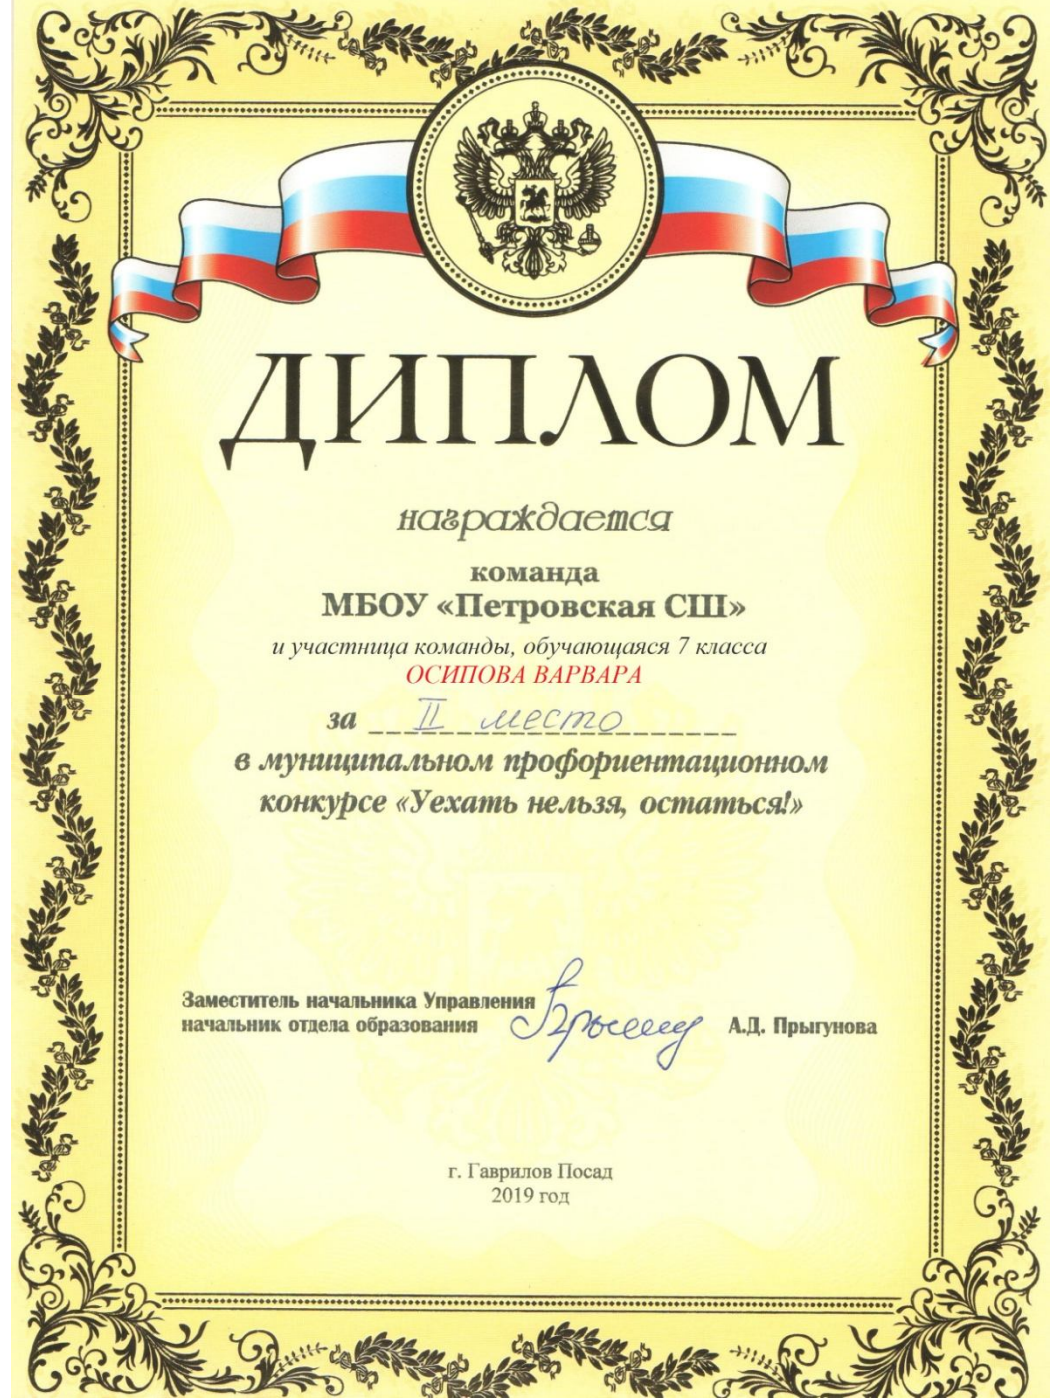 ДИПЛОМ
награждается
команда
МБОУ «Петровская СШ»
и участница команды, обучающаяся 7 класса
ОСИПОВА ВАРВАРА
за II место
в муниципальном профориентационном
конкурсе «Уехать нельзя, остаться!»
Заместитель начальника Управления
начальник отдела образования А.Д. Прыгунова
г. Гаврилов Посад
2019 год